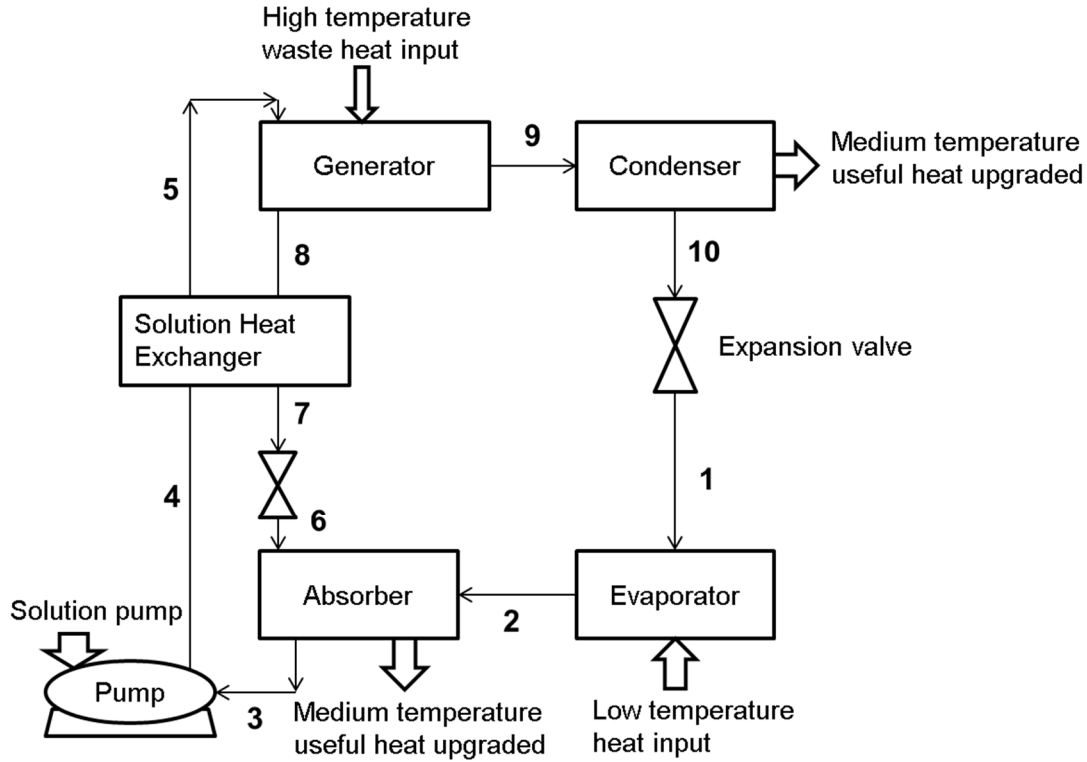 High temperature
waste heat input
Generator
9
Condenser
Medium temperature
useful heat upgraded
5
8
10
Solution Heat
Exchanger
Expansion valve
7
4
1
6
Absorber
Evaporator
2
Solution pump
Pump
3
Medium temperature
useful heat upgraded
Low temperature
heat input